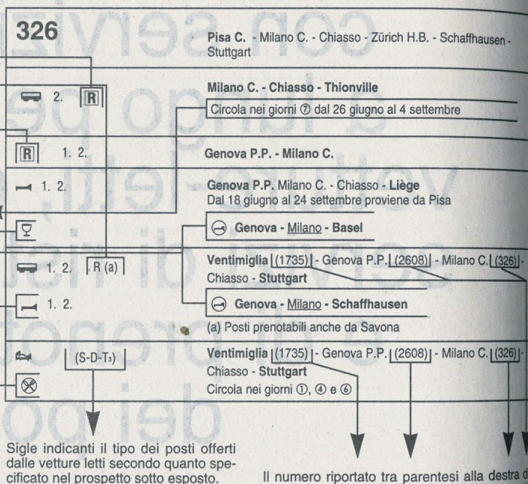 326
Pisa C. - Milano C. - Chiasso - Zürich H.B. - Schaffhausen -
Stuttgart
2. R
Milano C. - Chiasso - Thionville
Circola nei giorni ⑦ dal 26 giugno al 4 settembre
R 1. 2.
Genova P.P. - Milano C.
1. 2.
Genova P.P. Milano C. - Chiasso - Liège
Dal 18 giugno al 24 settembre proviene da Pisa
Genova - Milano - Basel
1. 2. R (a)
Ventimiglia (1735) - Genova P.P. (2608) - Milano C. (326) -
Chiasso - Stuttgart
1. 2.
Genova - Milano - Schaffhausen
(a) Posti prenotabili anche da Savona
(S-D-T₃)
Ventimiglia (1735) - Genova P.P. (2608) - Milano C. (326) -
Chiasso - Stuttgart
Circola nei giorni ①, ④ e ⑥
Sigle indicanti il tipo dei posti offerti
dalle vetture letti secondo quanto spe-
cificato nel prospetto sotto esposto.
Il numero riportato tra parentesi alla destra